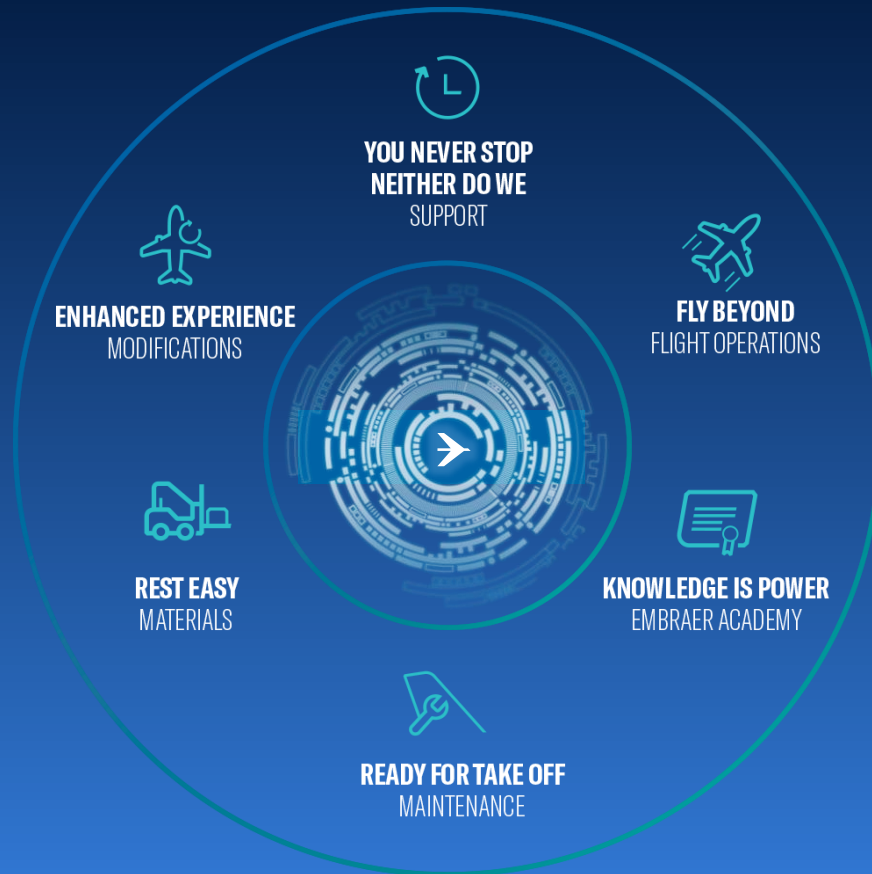 YOU NEVER STOP
NEITHER DO WE
SUPPORT
ENHANCED EXPERIENCE
MODIFICATIONS
FLY BEYOND
FLIGHT OPERATIONS
REST EASY
MATERIALS
KNOWLEDGE IS POWER
EMBRAER ACADEMY
READY FOR TAKE OFF
MAINTENANCE